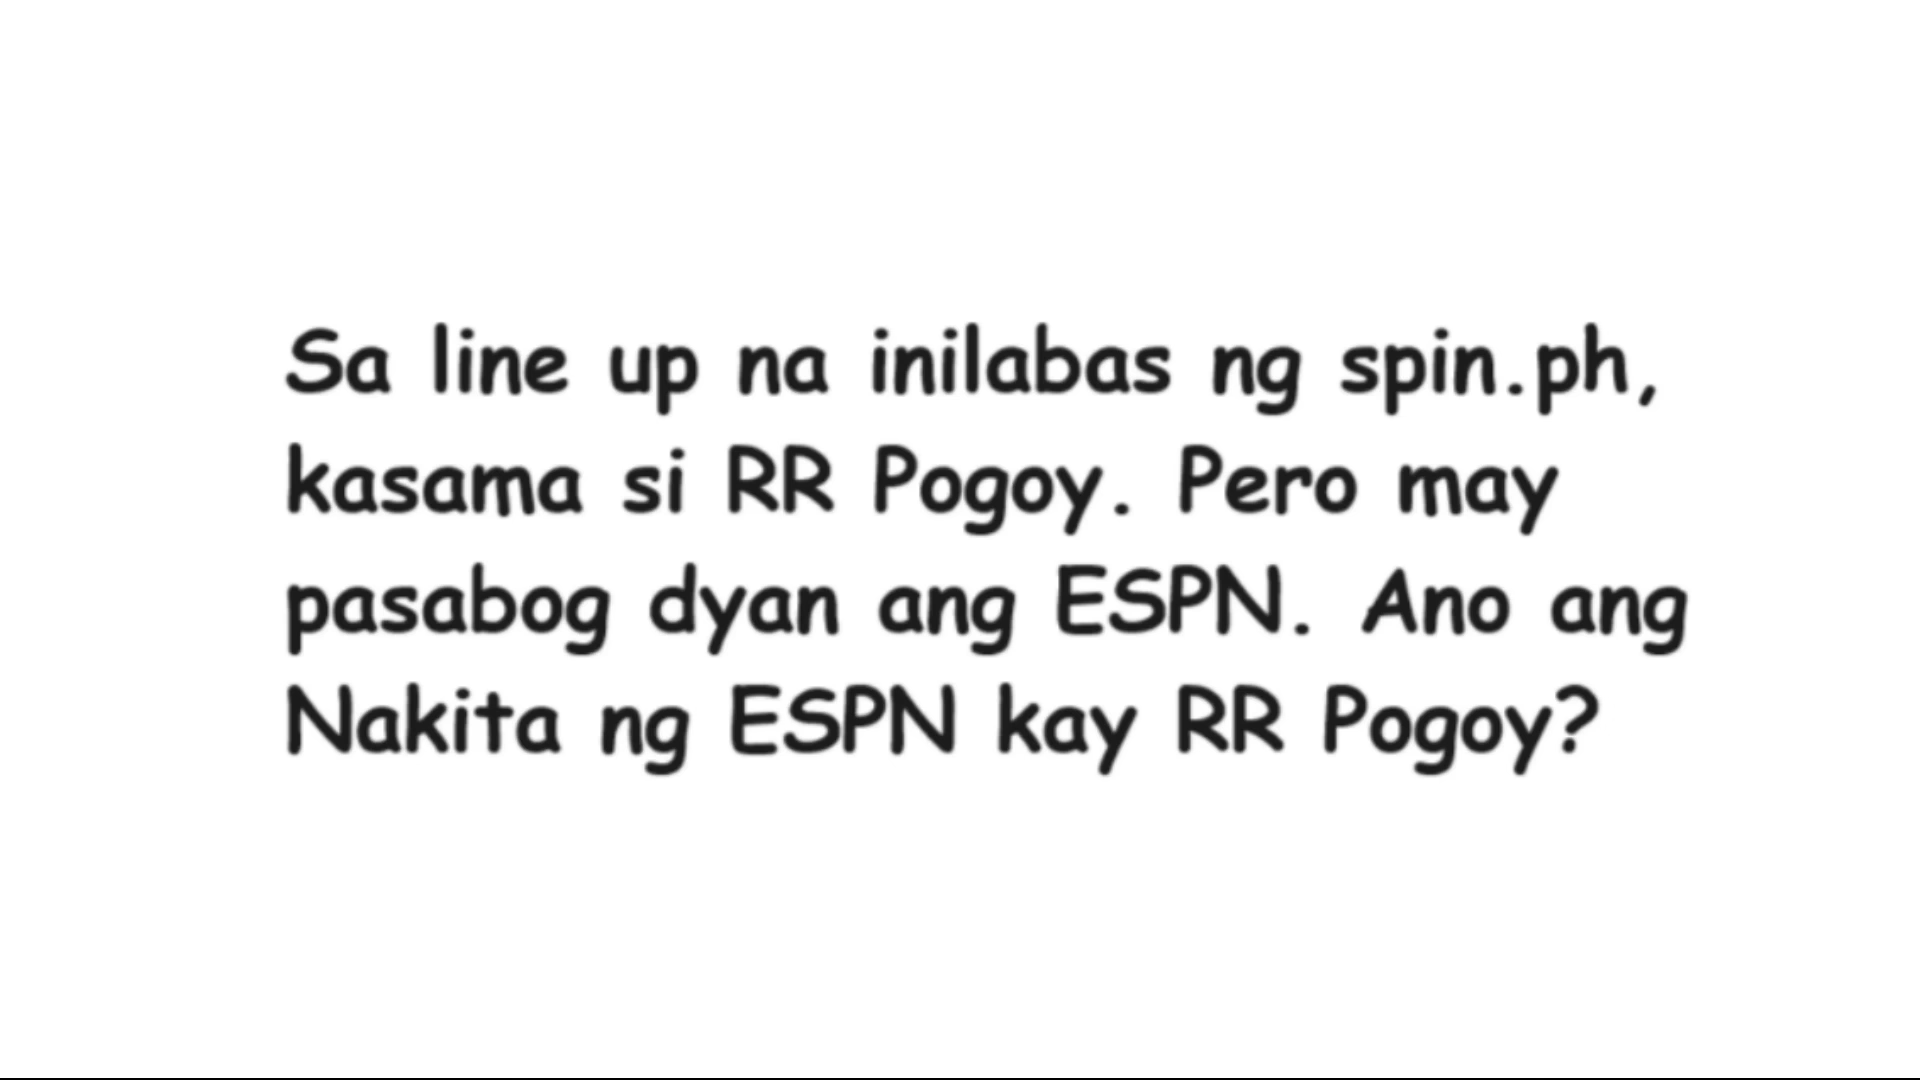 Sa line up na inilabas ng spin.ph,
kasama si RR Pogoy. Pero may
pasabog dyan ang ESPN. Ano ang
Nakita ng ESPN kay RR Pogoy?